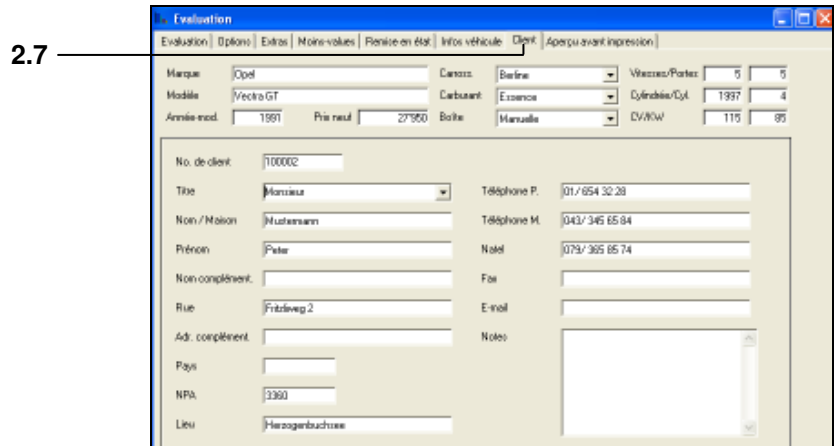 Evaluation
Evaluation Options Extras Moins-values Remise en état Infos véhicule Client Aperçu avant impression
2.7
Marque Opel Caross. Berline Vitesses/Portes 5 5
Modèle Vectra GT Carburant Essence Cylindrée/Cyl. 1997 4
Année-mod. 1991 Prix neuf 27'950 Boîte Manuelle CV/KW 115 85
No. de client 100002
Titre Monsieur Téléphone P. 01/ 654 32 28
Nom / Maison Mustermann Téléphone M. 043/ 345 65 84
Prénom Peter Natel 079/ 365 85 74
Nom complément. Fax
Rue Fritzliweg 2 E-mail
Adr. complément. Notes
Pays
NPA 3360
Lieu Herzogenbuchsee